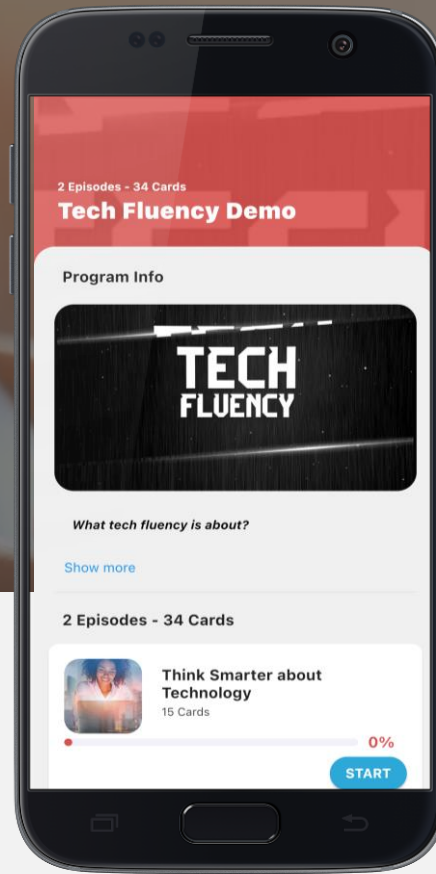 2 Episodes - 34 Cards
Tech Fluency Demo
Program Info
TECH
FLUENCY
What tech fluency is about?
Show more
2 Episodes - 34 Cards
Think Smarter about
Technology
15 Cards
0%
START